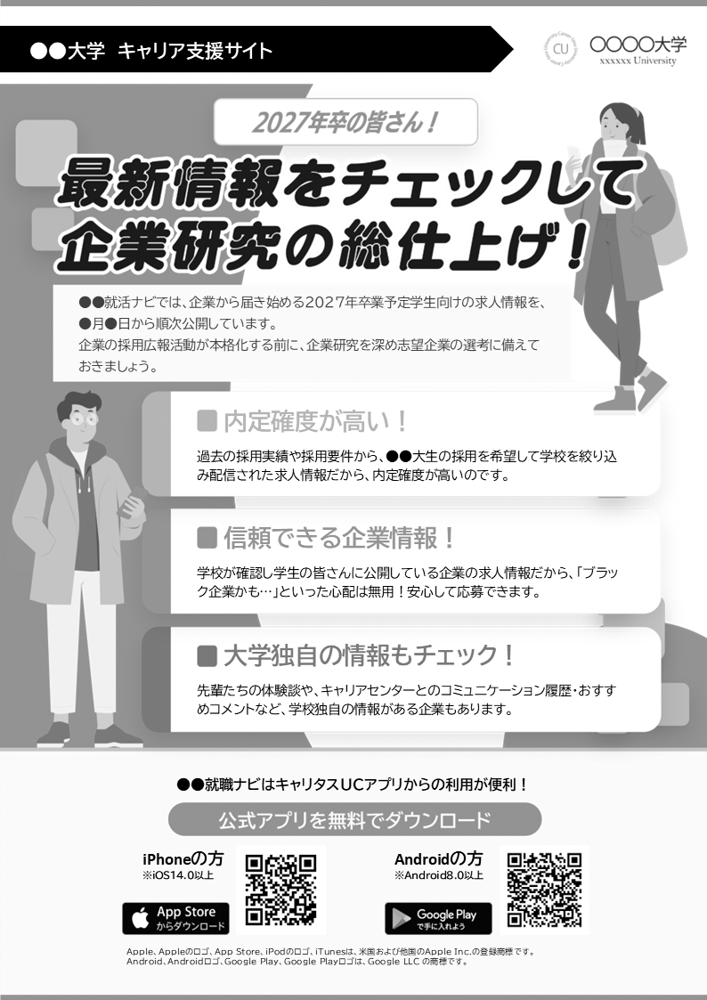 ●●大学 キャリア支援サイト
CU
〇〇〇〇大学
xxxxxx University
2027年卒の皆さん！
最新情報をチェックして
企業研究の総仕上げ！
●●就活ナビでは、企業から届き始める2027年卒業予定学生向けの求人情報を、
●月●日から順次公開しています。
企業の採用広報活動が本格化する前に、企業研究を深め志望企業の選考に備えて
おきましょう。
■ 内定確度が高い！
過去の採用実績や採用要件から、●●大生の採用を希望して学校を絞り込
み配信された求人情報だから、内定確度が高いのです。
■ 信頼できる企業情報！
学校が確認し学生の皆さんに公開している企業の求人情報だから、「ブラッ
ク企業かも…」といった心配は無用！安心して応募できます。
■ 大学独自の情報もチェック！
先輩たちの体験談や、キャリアセンターとのコミュニケーション履歴・おすす
めコメントなど、学校独自の情報がある企業もあります。
●●就職ナビはキャリタスUCアプリからの利用が便利！
公式アプリを無料でダウンロード
iPhoneの方
※iOS14.0以上
App Store
からダウンロード
Androidの方
※Android8.0以上
Google Play
で手に入れよう
Apple、Appleのロゴ、App Store、iPodのロゴ、iTunesは、米国および他国のApple Inc.の登録商標です。
Android、Androidロゴ、Google Play、Google Playロゴは、Google LLC の商標です。